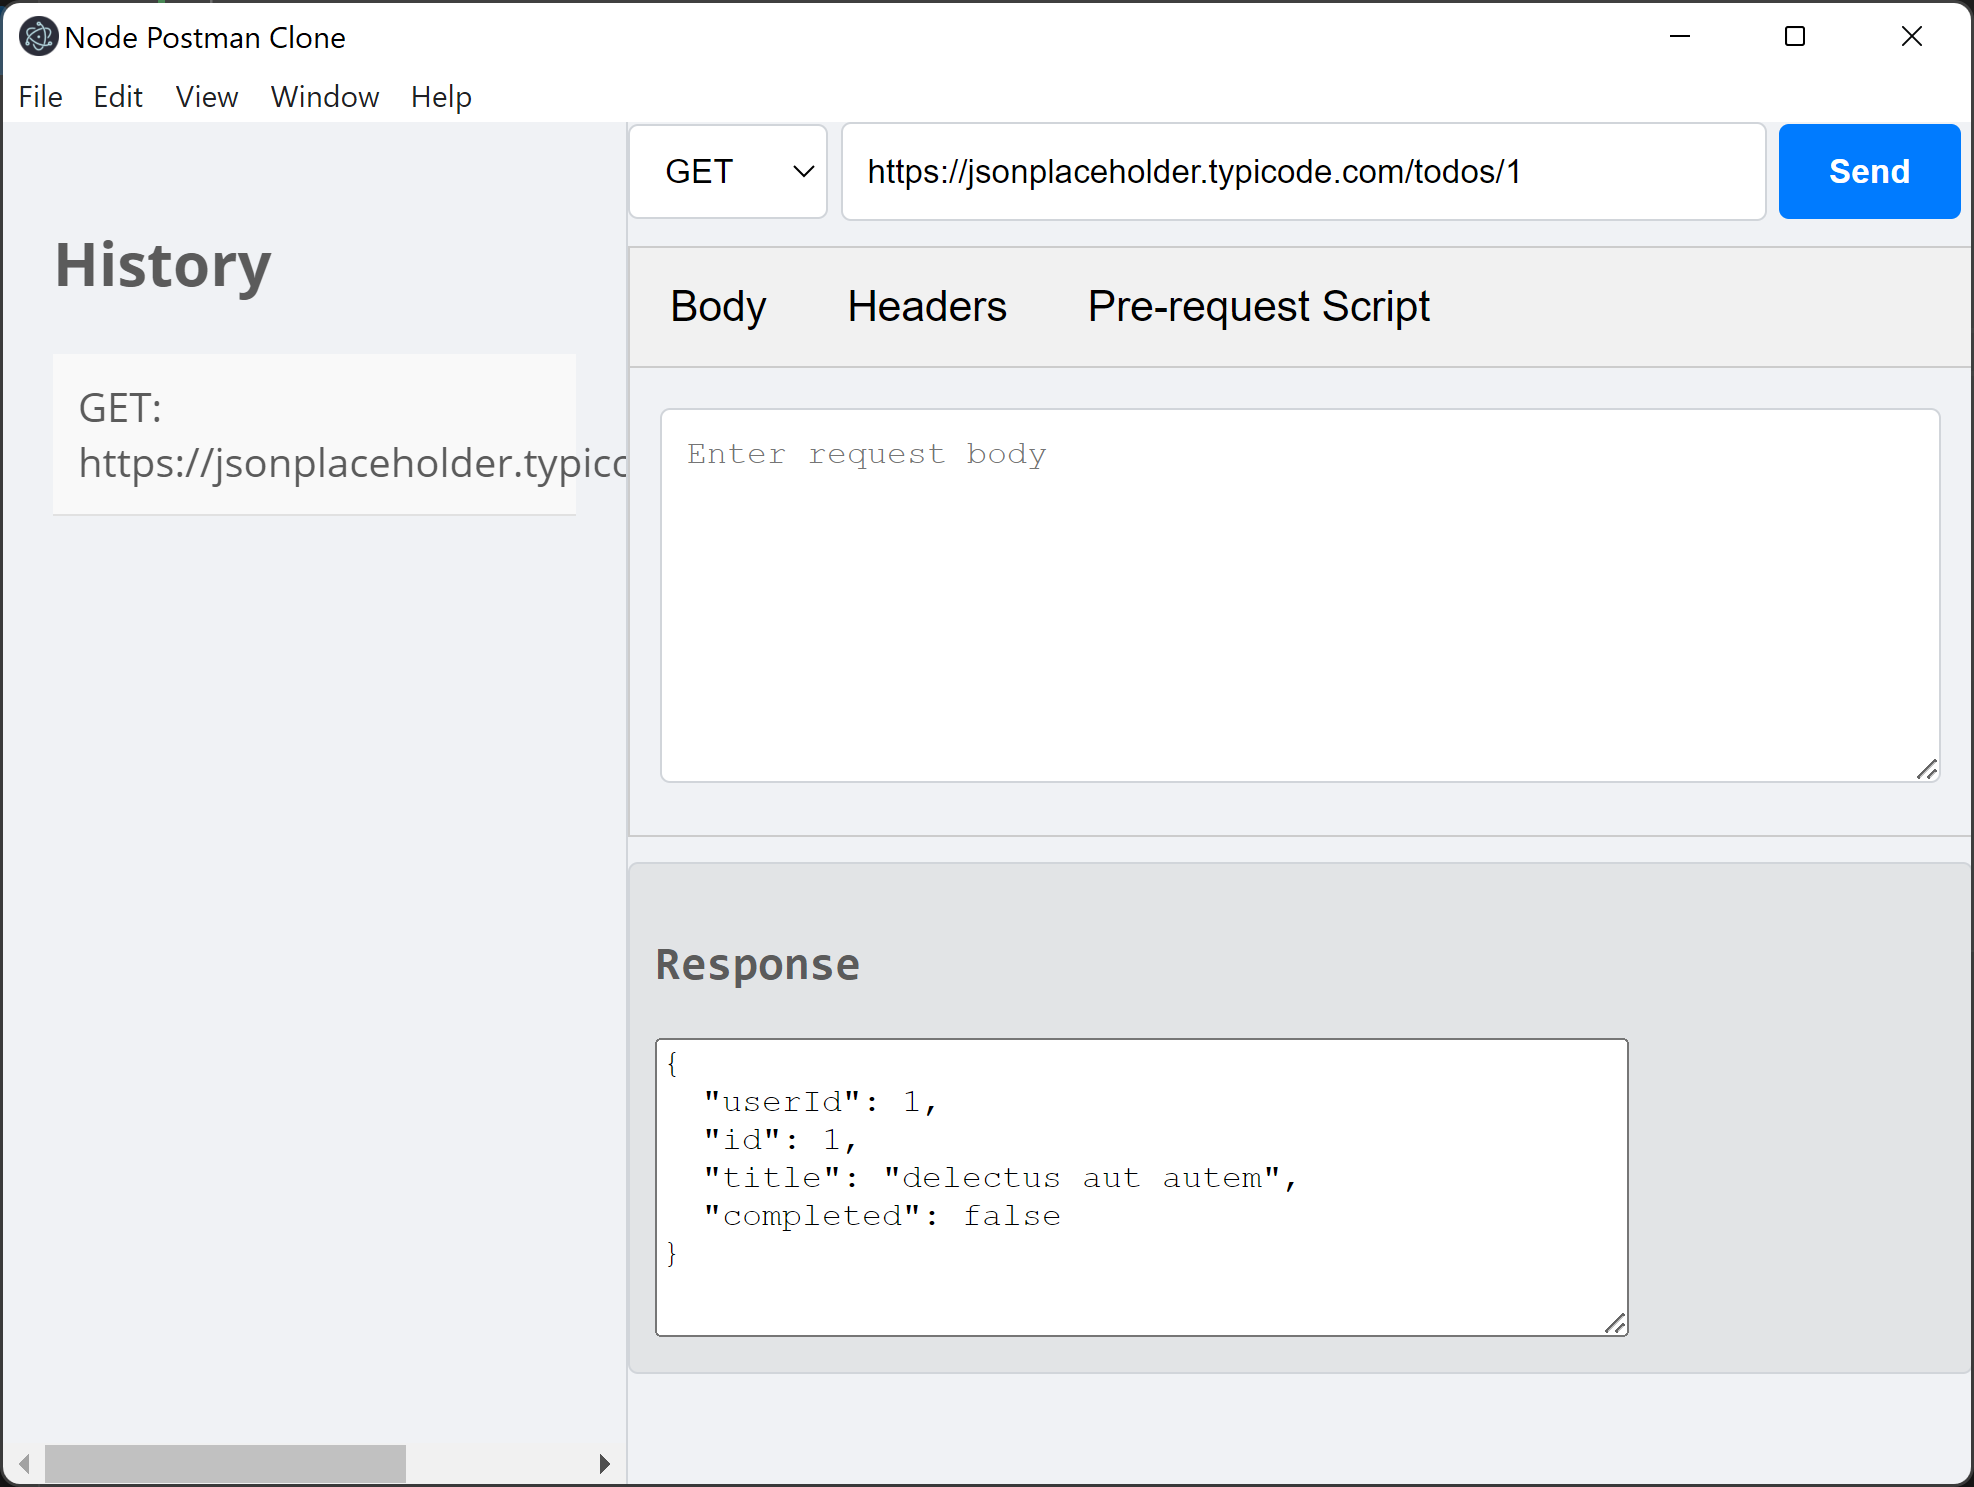 Node Postman Clone
File Edit View Window Help
History
GET:
https://jsonplaceholder.typic
GET
https://jsonplaceholder.typicode.com/todos/1
Send
Body Headers Pre-request Script
Enter request body
Response
{
  "userId": 1,
  "id": 1,
  "title": "delectus aut autem",
  "completed": false
}